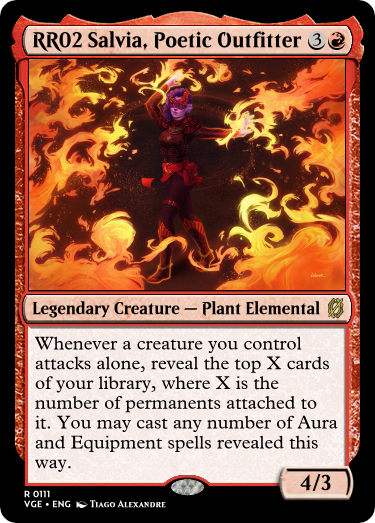 RR02 Salvia, Poetic Outfitter 3
Legendary Creature — Plant Elemental
Whenever a creature you control
attacks alone, reveal the top X cards
of your library, where X is the
number of permanents attached to
it. You may cast any number of Aura
and Equipment spells revealed this
way.
4/3
R 0111
VGE • ENG Tiago Alexandre